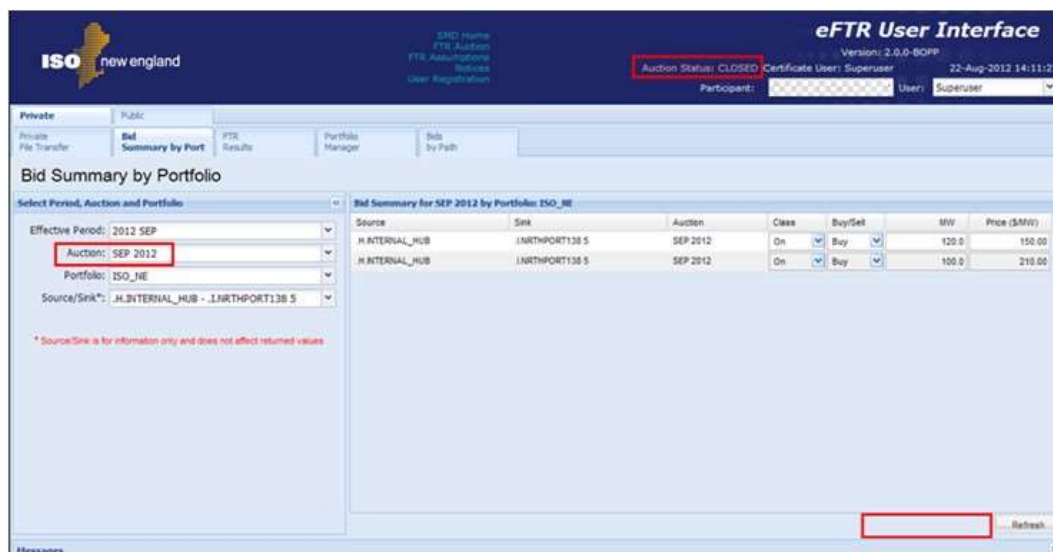 ISO new england
SMD Home
FTR Auction
FTR Assumptions
Notices
User Registration
eFTR User Interface
Version: 2.0.0-BOPP
Auction Status: CLOSED Certificate User: Superuser 22-Aug-2012 14:11:2
Participant: User: Superuser
Private Public
Private File Transfer
Bid Summary by Port
FTR Results
Portfolio Manager
Bids by Path
Bid Summary by Portfolio
Select Period, Auction and Portfolio
Effective Period: 2012 SEP
Auction: SEP 2012
Portfolio: ISO_NE
Source/Sink*: .H.INTERNAL_HUB - .I.NRTHPORT138 5
* Source/Sink is for information only and does not affect returned values
Bid Summary for SEP 2012 by Portfolio: ISO_NE
Source Sink Auction Class Buy/Sell MW Price ($/MW)
.H.INTERNAL_HUB .I.NRTHPORT138 5 SEP 2012 On Buy 120.0 150.00
.H.INTERNAL_HUB .I.NRTHPORT138 5 SEP 2012 On Buy 100.0 210.00
Refresh
Messages